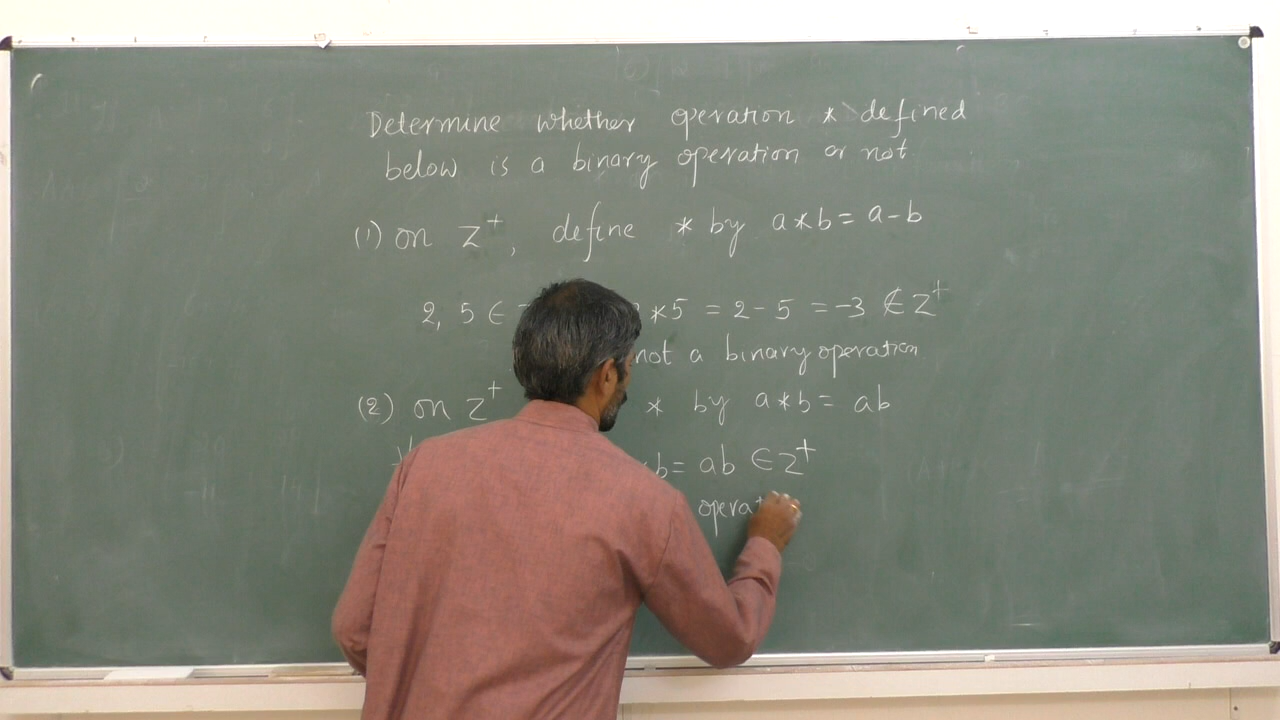 Determine whether operation * defined
below is a binary operation or not
(1) on Z⁺, define * by a*b = a-b
2, 5 ∈ *5 = 2-5 = -3 ∉ Z⁺
not a binary operation
(2) on Z⁺ * by a*b = ab
b = ab ∈ Z⁺